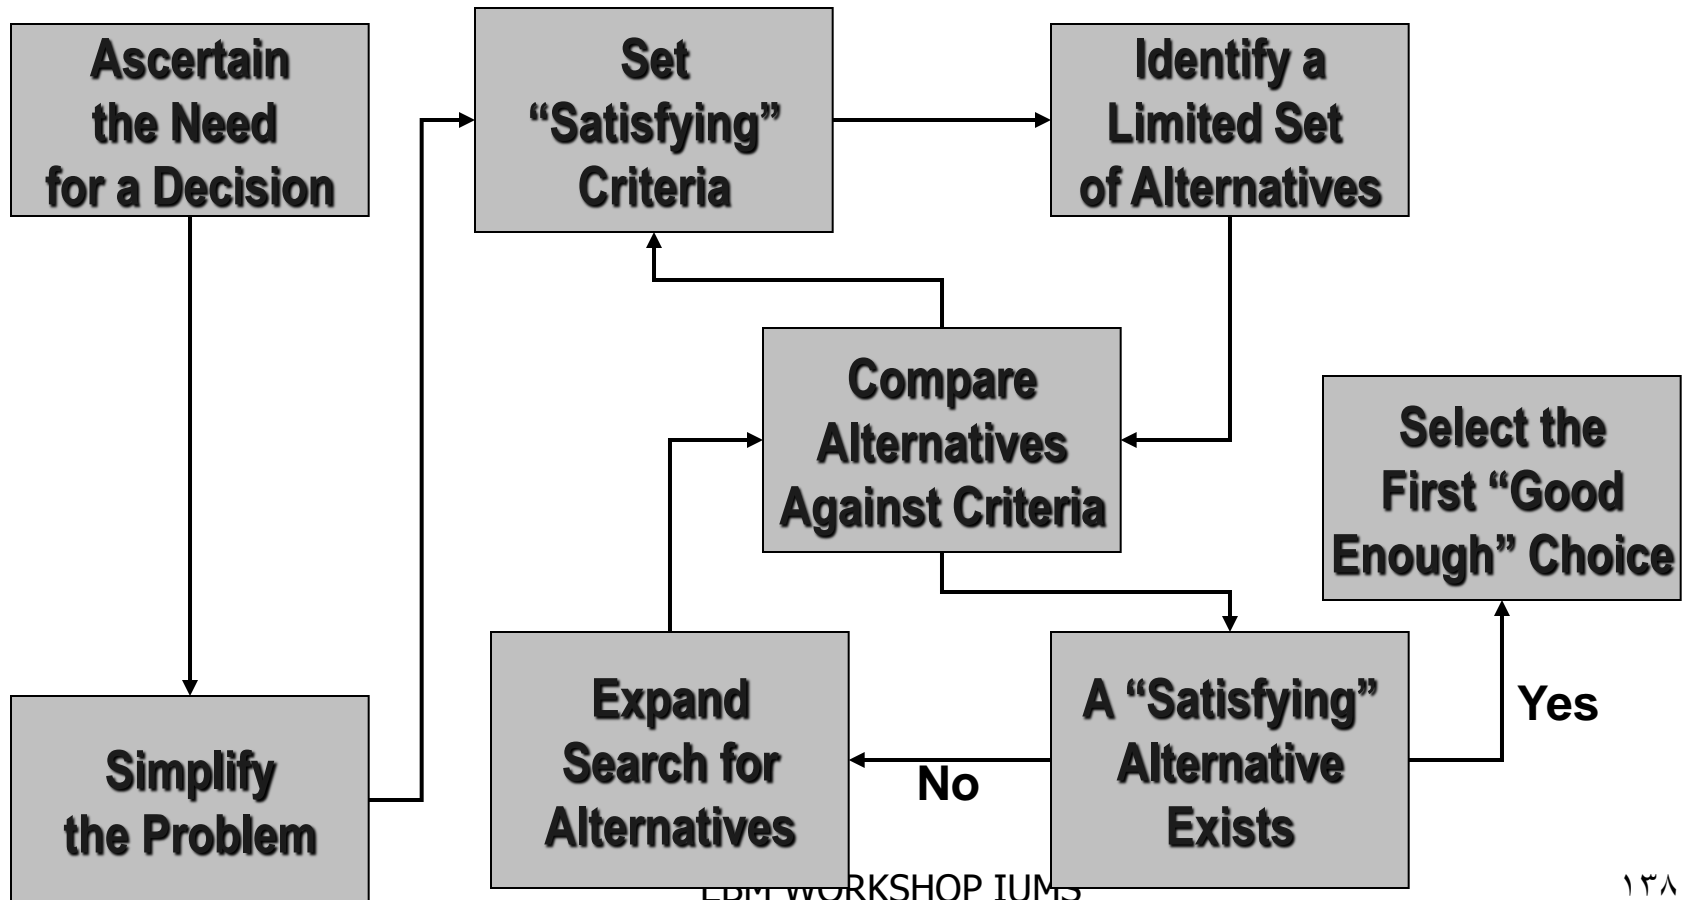 Ascertain
the Need
for a Decision
Set
“Satisfying”
Criteria
Identify a
Limited Set
of Alternatives
Compare
Alternatives
Against Criteria
Select the
First “Good
Enough” Choice
Simplify
the Problem
Expand
Search for
Alternatives
No
A “Satisfying”
Alternative
Exists
Yes
EBM WORKSHOP IUMS
۱۳۸